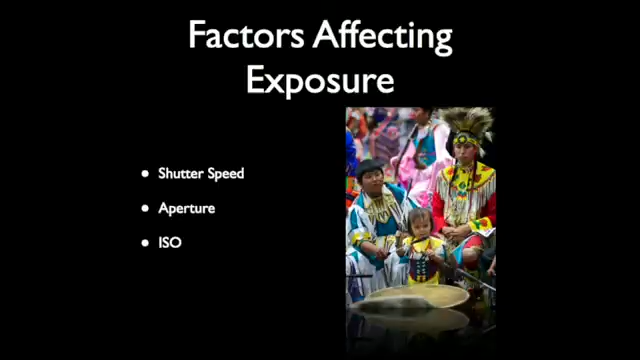 Factors Affecting
Exposure
• Shutter Speed
• Aperture
• ISO